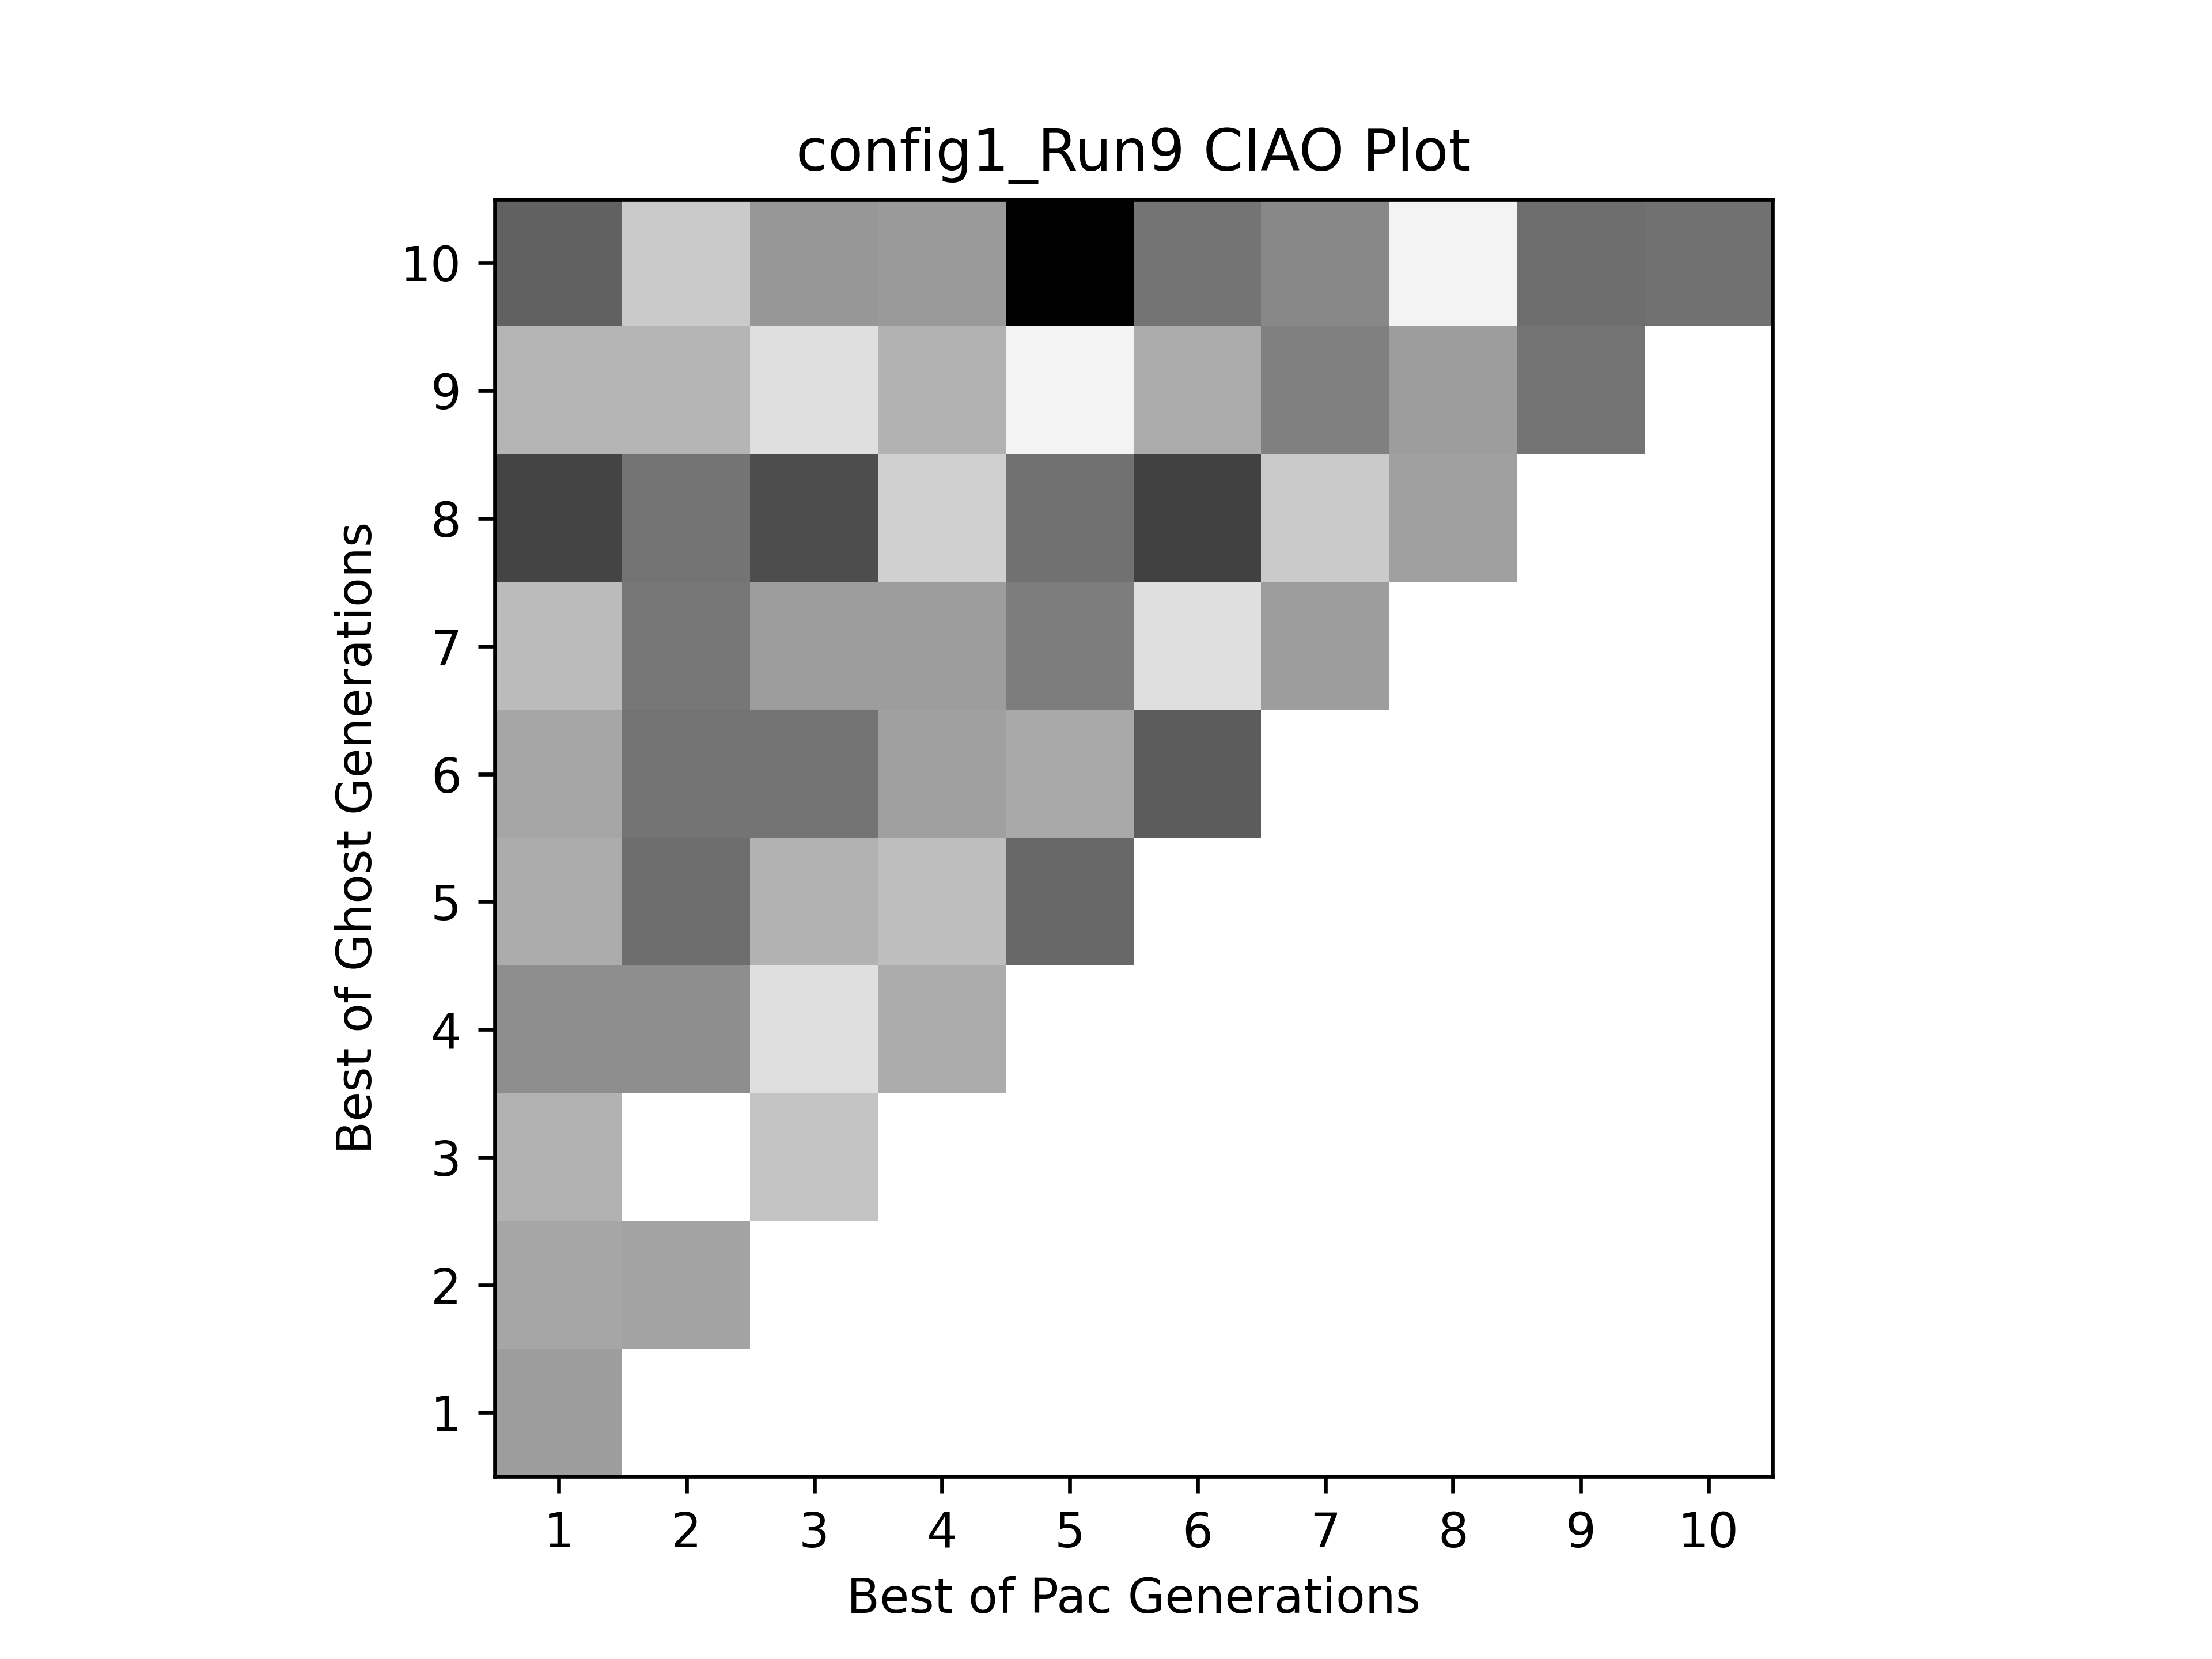 config1_Run9 CIAO Plot
Best of Ghost Generations
10
9
8
7
6
5
4
3
2
1
1 2 3 4 5 6 7 8 9 10
Best of Pac Generations